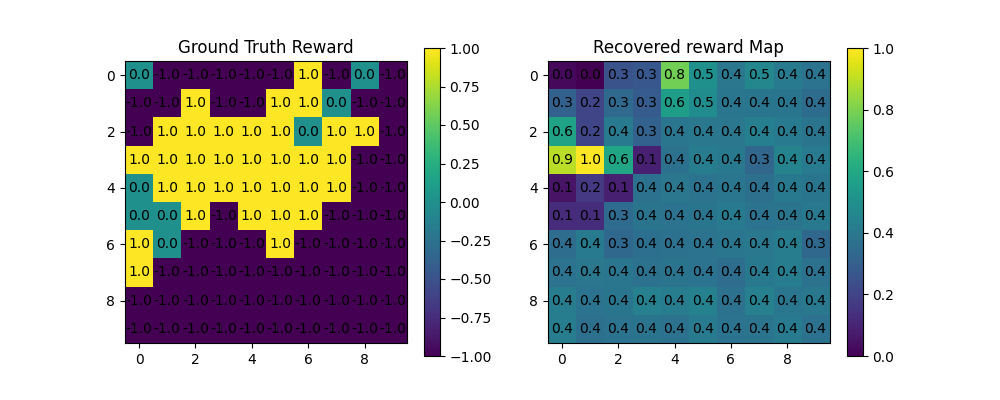 Ground Truth Reward
0 0.0 -1.0 -1.0 -1.0 -1.0 -1.0 1.0 -1.0 0.0 -1.0
-1.0 -1.0 1.0 -1.0 -1.0 1.0 1.0 0.0 -1.0 -1.0
2 -1.0 1.0 1.0 1.0 1.0 1.0 0.0 1.0 1.0 -1.0
1.0 1.0 1.0 1.0 1.0 1.0 1.0 1.0 -1.0 -1.0
4 0.0 1.0 1.0 1.0 1.0 1.0 1.0 1.0 -1.0 -1.0
0.0 0.0 1.0 -1.0 1.0 1.0 1.0 -1.0 -1.0 -1.0
6 1.0 0.0 -1.0 -1.0 -1.0 1.0 -1.0 -1.0 -1.0 -1.0
1.0 -1.0 -1.0 -1.0 -1.0 -1.0 -1.0 -1.0 -1.0 -1.0
8 -1.0 -1.0 -1.0 -1.0 -1.0 -1.0 -1.0 -1.0 -1.0 -1.0
-1.0 -1.0 -1.0 -1.0 -1.0 -1.0 -1.0 -1.0 -1.0 -1.0
0 2 4 6 8
1.00
0.75
0.50
0.25
0.00
−0.25
−0.50
−0.75
−1.00
Recovered reward Map
0 0.0 0.0 0.3 0.3 0.8 0.5 0.4 0.5 0.4 0.4
0.3 0.2 0.3 0.3 0.6 0.5 0.4 0.4 0.4 0.4
2 0.6 0.2 0.4 0.3 0.4 0.4 0.4 0.4 0.4 0.4
0.9 1.0 0.6 0.1 0.4 0.4 0.4 0.3 0.4 0.4
4 0.1 0.2 0.1 0.4 0.4 0.4 0.4 0.4 0.4 0.4
0.1 0.1 0.3 0.4 0.4 0.4 0.4 0.4 0.4 0.4
6 0.4 0.4 0.3 0.4 0.4 0.4 0.4 0.4 0.4 0.3
0.4 0.4 0.4 0.4 0.4 0.4 0.4 0.4 0.4 0.4
8 0.4 0.4 0.4 0.4 0.4 0.4 0.4 0.4 0.4 0.4
0.4 0.4 0.4 0.4 0.4 0.4 0.4 0.4 0.4 0.4
0 2 4 6 8
1.0
0.8
0.6
0.4
0.2
0.0